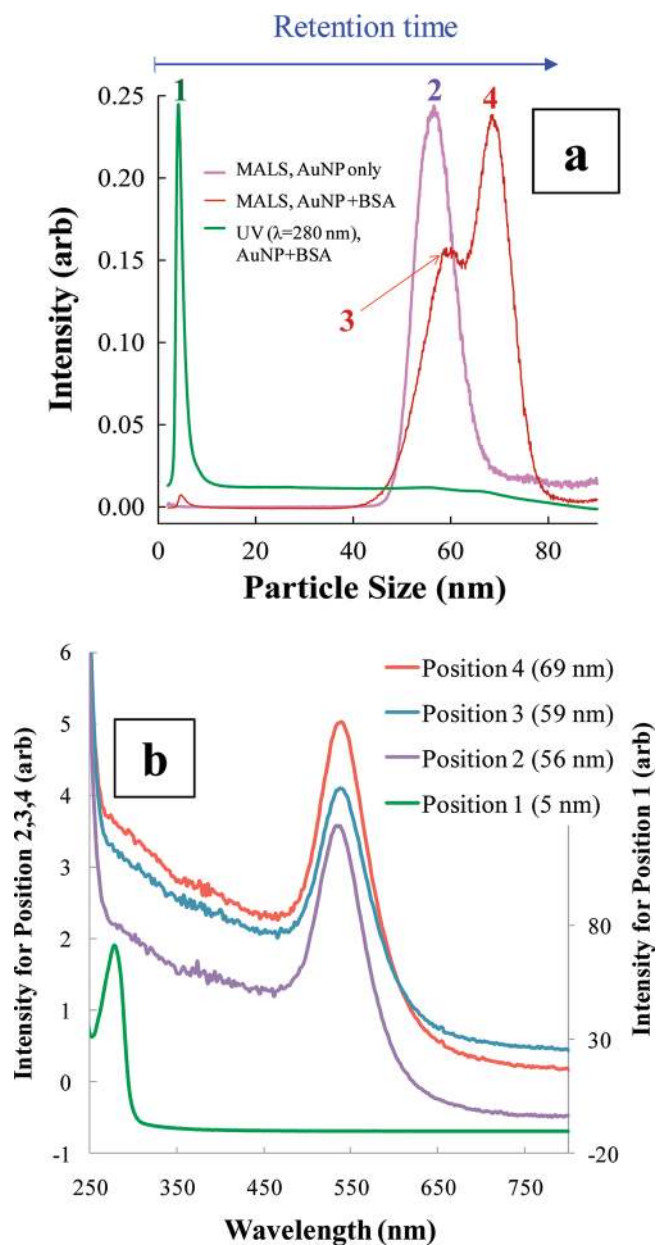 Retention time
1
2
4
a
0.25
0.20
0.15
0.10
0.05
0.00
MALS, AuNP only
MALS, AuNP +BSA
UV (λ=280 nm),
AuNP+BSA
3
Intensity (arb)
0 20 40 60 80
Particle Size (nm)
6
5
4
3
2
1
0
-1
b
Position 4 (69 nm)
Position 3 (59 nm)
Position 2 (56 nm)
Position 1 (5 nm)
80
30
-20
Intensity for Position 2,3,4 (arb)
Intensity for Position 1 (arb)
250 350 450 550 650 750
Wavelength (nm)